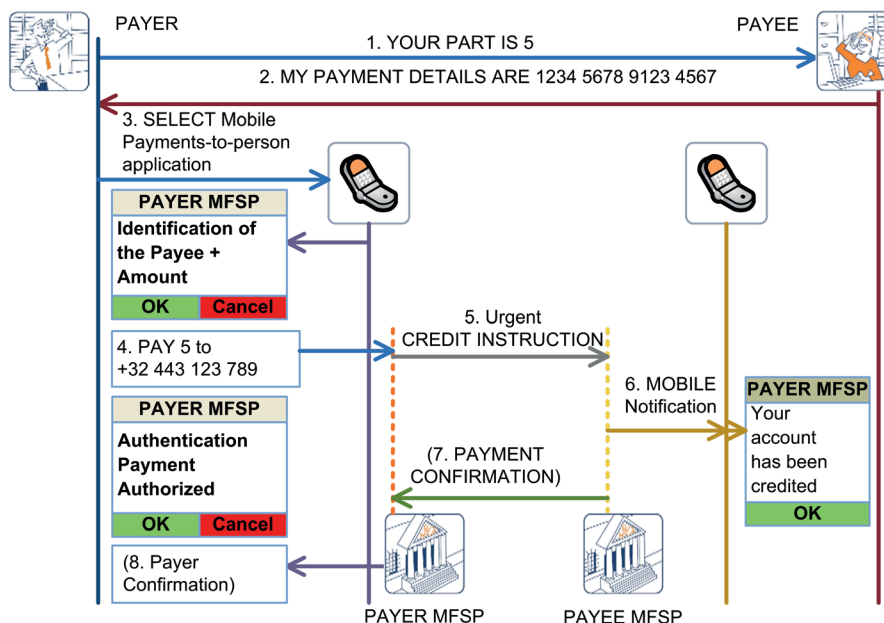 PAYER
PAYEE
1. YOUR PART IS 5
2. MY PAYMENT DETAILS ARE 1234 5678 9123 4567
3. SELECT Mobile
Payments-to-person
application
PAYER MFSP
Identification of
the Payee +
Amount
OK
Cancel
4. PAY 5 to
+32 443 123 789
5. Urgent
CREDIT INSTRUCTION
6. MOBILE
Notification
PAYER MFSP
Your
account
has been
credited
OK
PAYER MFSP
Authentication
Payment
Authorized
OK
Cancel
(7. PAYMENT
CONFIRMATION)
(8. Payer
Confirmation)
PAYER MFSP
PAYEE MFSP